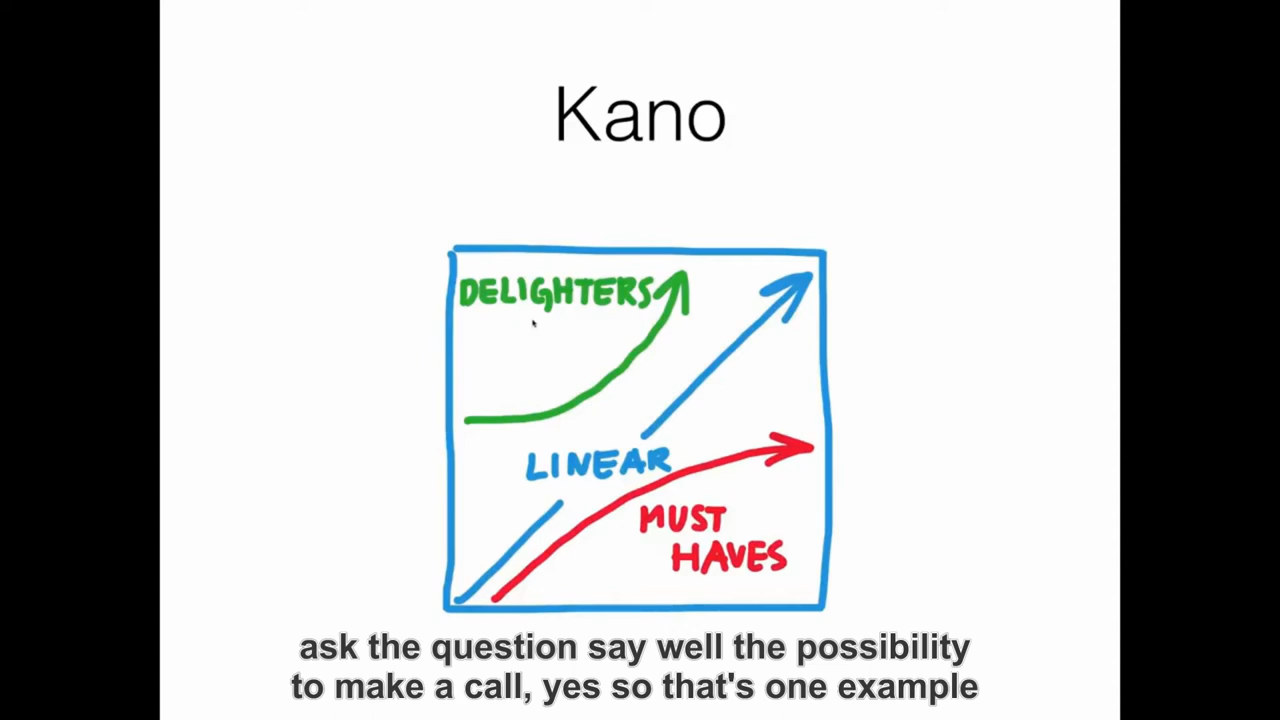 Kano
DELIGHTERS
LINEAR
MUST
HAVES
ask the question say well the possibility
to make a call, yes so that's one example